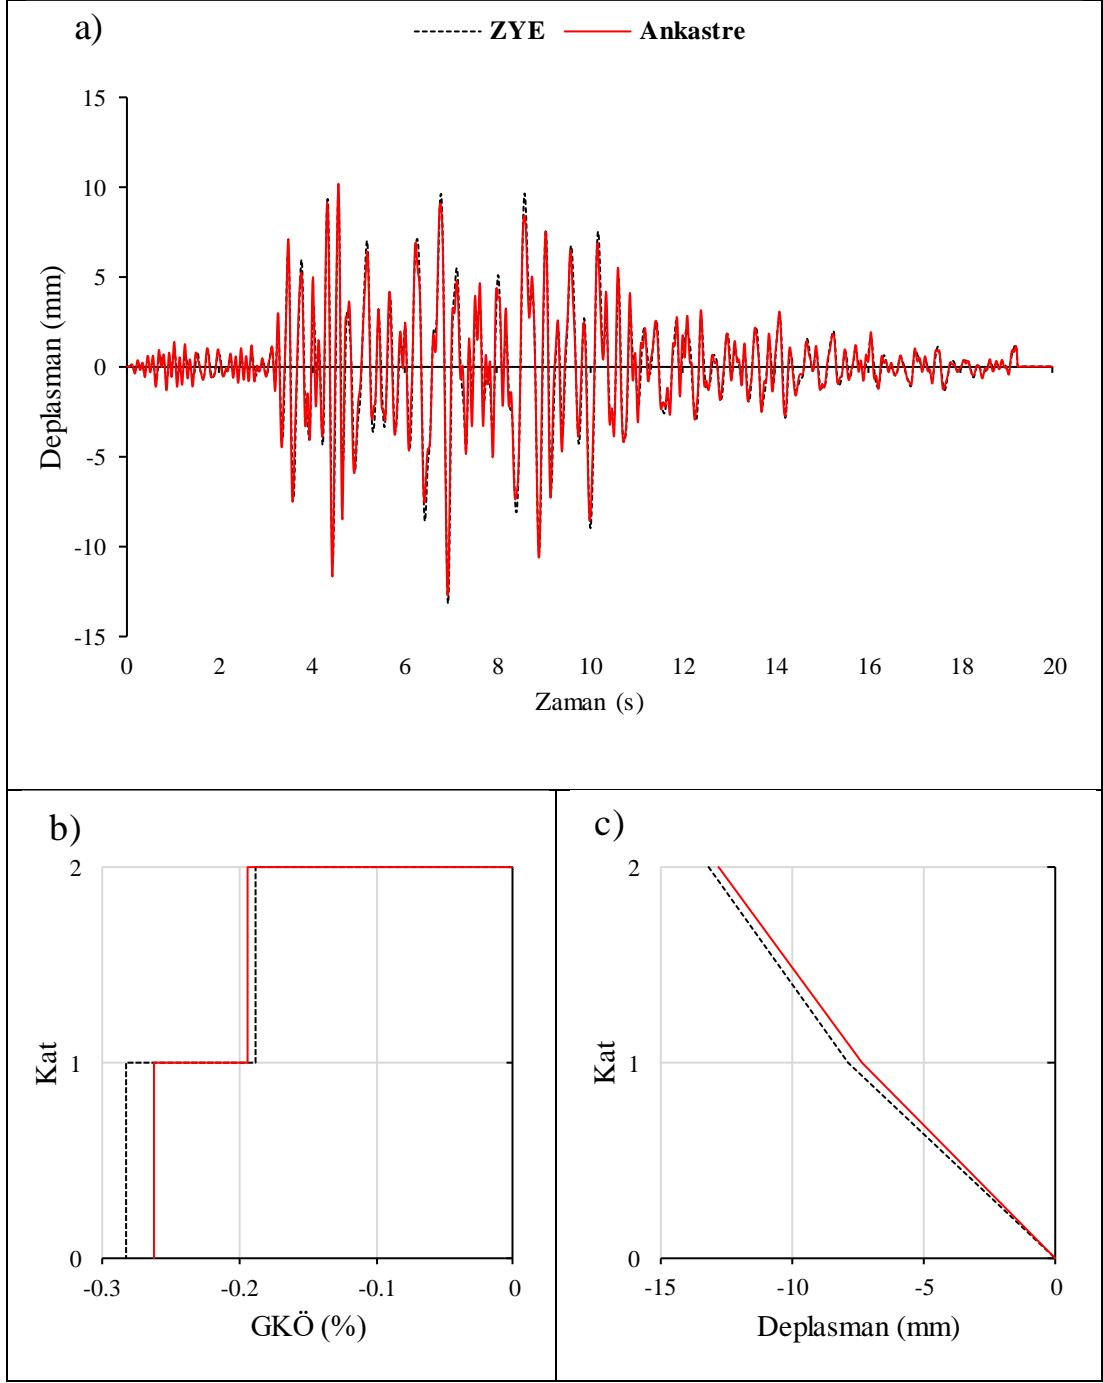 a)
ZYE Ankastre
15
10
5
0
-5
-10
-15
Deplasman (mm)
0 2 4 6 8 10 12 14 16 18 20
Zaman (s)
b)
2
1
0
Kat
-0.3 -0.2 -0.1 0
GKÖ (%)
c)
2
1
0
Kat
-15 -10 -5 0
Deplasman (mm)